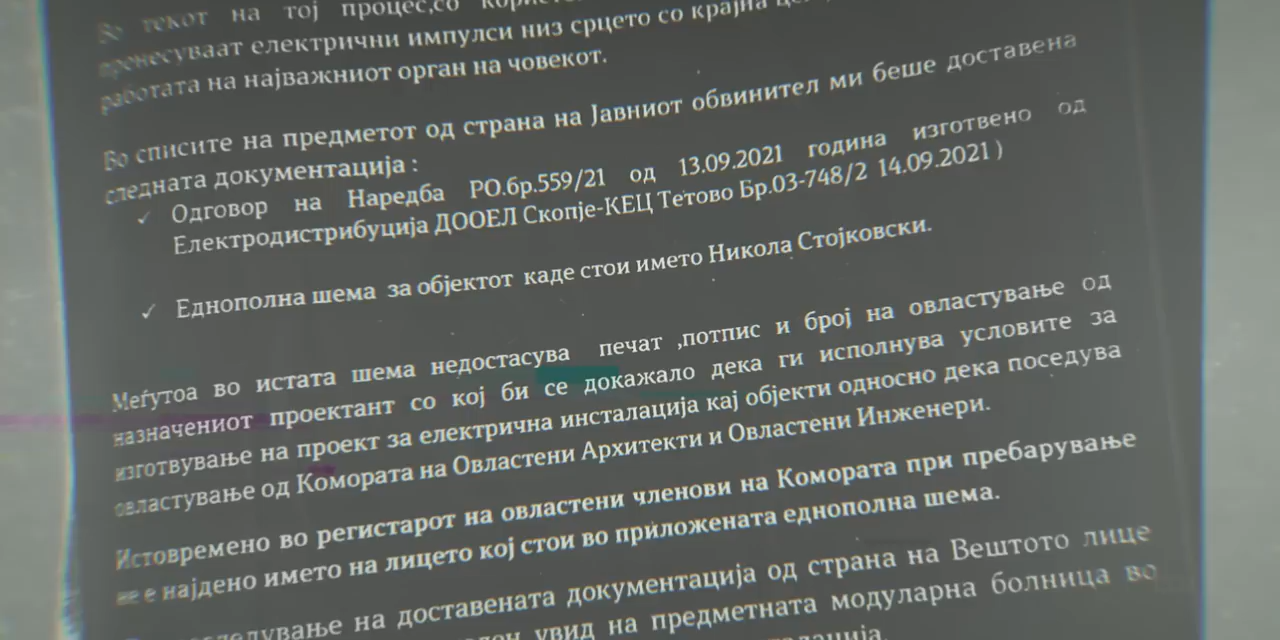 Во текот на тој процес,со
пренесуваат електрични импулси низ срцето со крајна
работата на најважниот орган на човекот.
Во списите на предметот од страна на Јавниот обвинител ми беше доставена
следната документација :
✓ Одговор на Наредба РО.бр.559/21 од 13.09.2021 година изготвено од
Електродистрибуција ДООЕЛ Скопје-КЕЦ Тетово Бр.03-748/2 14.09.2021 )
✓ Еднополна шема за објектот каде стои името Никола Стојковски.
Меѓутоа во истата шема недостасува печат ,потпис и број на овластување од
назначениот проектант со кој би се докажало дека ги исполнува условите за
изготвување на проект за електрична инсталација кај објекти односно дека поседува
овластување од Комората на Овластени Архитекти и Овластени Инженери.
Истовремено во регистарот на овластени членови на Комората при пребарување
не е најдено името на лицето кој стои во приложената еднополна шема.
на доставената документација од страна на Вештото лице
увид на предметната модуларна болница во